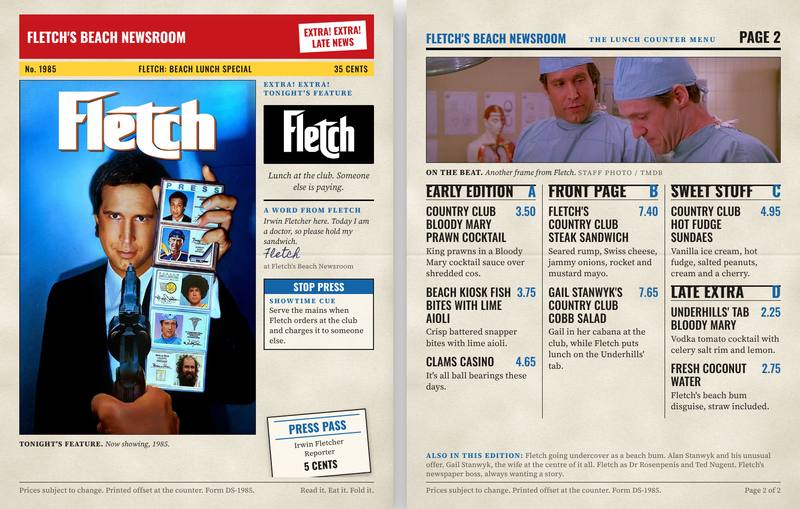 FLETCH'S BEACH NEWSROOM
EXTRA! EXTRA!
LATE NEWS
No. 1985
FLETCH: BEACH LUNCH SPECIAL
35 CENTS
Fletch
PRESS
EXTRA! EXTRA!
TONIGHT'S FEATURE
Fletch
Lunch at the club. Someone
else is paying.
A WORD FROM FLETCH
Irwin Fletcher here. Today I am
a doctor, so please hold my
sandwich.
Fletch
at Fletch's Beach Newsroom
STOP PRESS
SHOWTIME CUE
Serve the mains when
Fletch orders at the club
and charges it to someone
else.
PRESS PASS
Irwin Fletcher
Reporter
5 CENTS
TONIGHT'S FEATURE. Now showing, 1985.
Prices subject to change. Printed offset at the counter. Form DS-1985.
Read it. Eat it. Fold it.
FLETCH'S BEACH NEWSROOM
THE LUNCH COUNTER MENU
PAGE 2
ON THE BEAT. Another frame from Fletch. STAFF PHOTO / TMDB
EARLY EDITION A
COUNTRY CLUB 3.50
BLOODY MARY
PRAWN COCKTAIL
King prawns in a Bloody
Mary cocktail sauce over
shredded cos.
BEACH KIOSK FISH 3.75
BITES WITH LIME
AIOLI
Crisp battered snapper
bites with lime aioli.
CLAMS CASINO 4.65
It's all ball bearings these
days.
FRONT PAGE B
FLETCH'S 7.40
COUNTRY CLUB
STEAK SANDWICH
Seared rump, Swiss cheese,
jammy onions, rocket and
mustard mayo.
GAIL STANWYK'S 7.65
COUNTRY CLUB
COBB SALAD
Gail in her cabana at the
club, while Fletch puts
lunch on the Underhills'
tab.
SWEET STUFF C
COUNTRY CLUB 4.95
HOT FUDGE
SUNDAES
Vanilla ice cream, hot
fudge, salted peanuts,
cream and a cherry.
LATE EXTRA D
UNDERHILLS' TAB 2.25
BLOODY MARY
Vodka tomato cocktail with
celery salt rim and lemon.
FRESH COCONUT 2.75
WATER
Fletch's beach bum
disguise, straw included.
ALSO IN THIS EDITION: Fletch going undercover as a beach bum. Alan Stanwyk and his unusual
offer. Gail Stanwyk, the wife at the centre of it all. Fletch as Dr Rosenpenis and Ted Nugent. Fletch's
newspaper boss, always wanting a story.
Prices subject to change. Printed offset at the counter. Form DS-1985.
Page 2 of 2